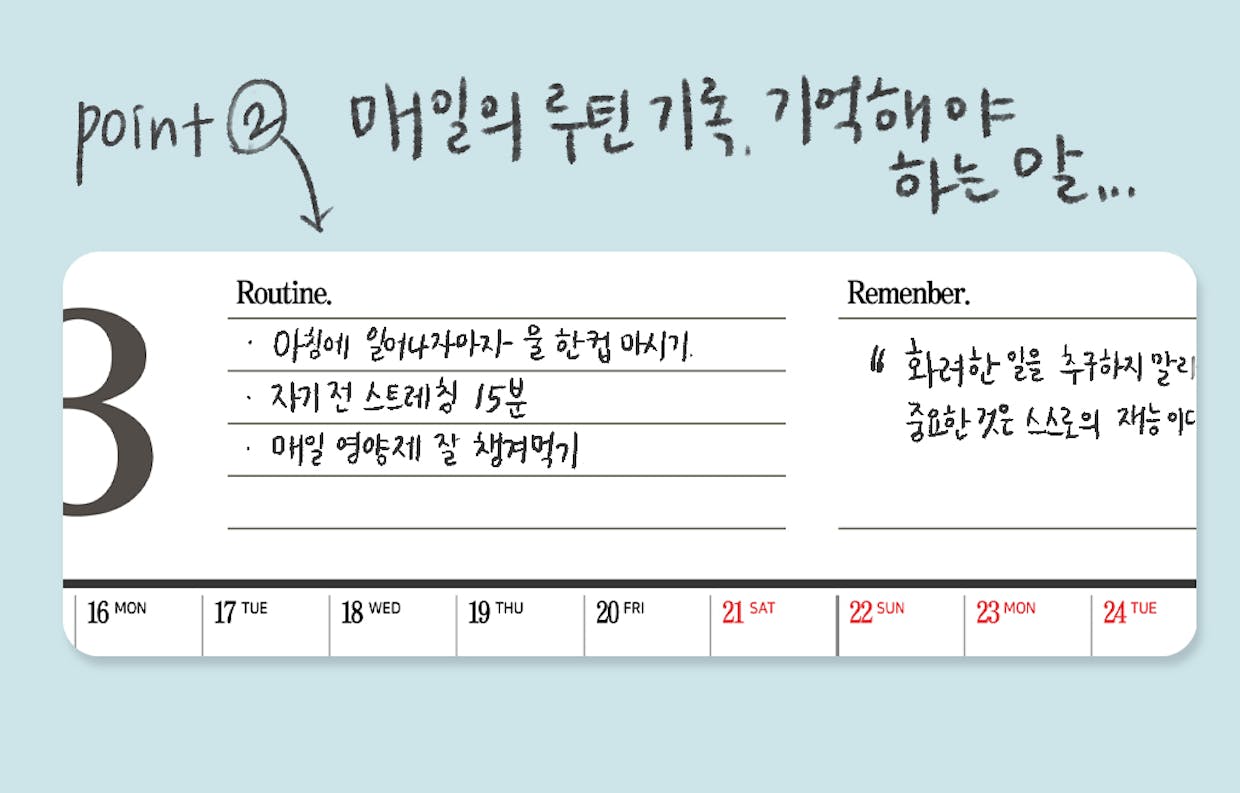 point ② 매일의 루틴 기록. 기억해야
하는 말...
Routine.
· 아침에 일어나자마자- 물 한컵 마시기.
· 자기 전 스트레칭 15분
· 매일 영양제 잘 챙겨먹기
Remenber.
“ 화려한 일을 추구하지 말라
중요한 것은 스스로의 재능이
3
16 MON 17 TUE 18 WED 19 THU 20 FRI 21 SAT 22 SUN 23 MON 24 TUE